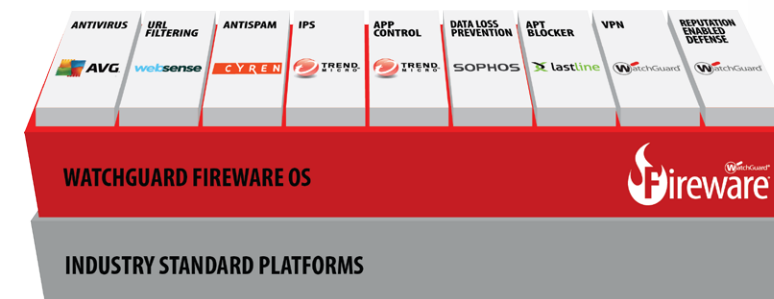 ANTIVIRUS
URL
FILTERING
ANTISPAM
IPS
APP
CONTROL
DATA LOSS
PREVENTION
APT
BLOCKER
VPN
REPUTATION
ENABLED
DEFENSE
AVG
websense
CYREN
TREND
MICRO
TREND
MICRO
SOPHOS
lastline
WatchGuard
WatchGuard
WATCHGUARD FIREWARE OS
WatchGuard
Fireware
INDUSTRY STANDARD PLATFORMS